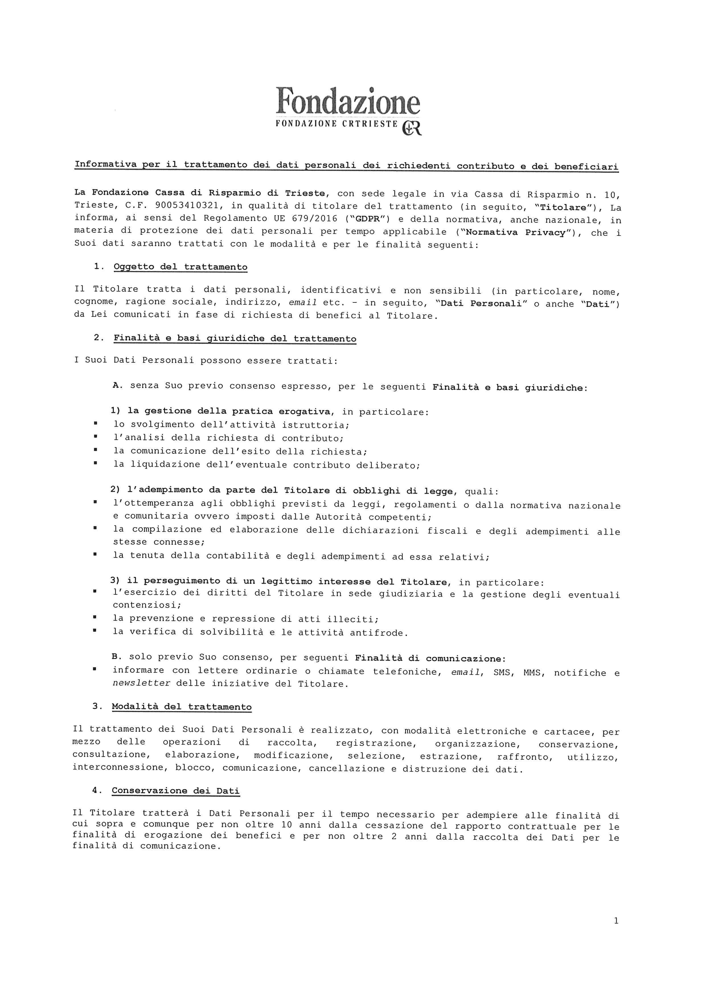 Fondazione
FONDAZIONE CRTRIESTE
Informativa per il trattamento dei dati personali dei richiedenti contributo e dei beneficiari
La Fondazione Cassa di Risparmio di Trieste, con sede legale in via Cassa di Risparmio n. 10,
Trieste, C.F. 90053410321, in qualità di titolare del trattamento (in seguito, “Titolare”), La
informa, ai sensi del Regolamento UE 679/2016 (“GDPR”) e della normativa, anche nazionale, in
materia di protezione dei dati personali per tempo applicabile (“Normativa Privacy”), che i
Suoi dati saranno trattati con le modalità e per le finalità seguenti:
1. Oggetto del trattamento
Il Titolare tratta i dati personali, identificativi e non sensibili (in particolare, nome,
cognome, ragione sociale, indirizzo, email etc. – in seguito, “Dati Personali” o anche “Dati”)
da Lei comunicati in fase di richiesta di benefici al Titolare.
2. Finalità e basi giuridiche del trattamento
I Suoi Dati Personali possono essere trattati:
A. senza Suo previo consenso espresso, per le seguenti Finalità e basi giuridiche:
1) la gestione della pratica erogativa, in particolare:
▪ lo svolgimento dell’attività istruttoria;
▪ l’analisi della richiesta di contributo;
▪ la comunicazione dell’esito della richiesta;
▪ la liquidazione dell’eventuale contributo deliberato;
2) l’adempimento da parte del Titolare di obblighi di legge, quali:
▪ l’ottemperanza agli obblighi previsti da leggi, regolamenti o dalla normativa nazionale
e comunitaria ovvero imposti dalle Autorità competenti;
▪ la compilazione ed elaborazione delle dichiarazioni fiscali e degli adempimenti alle
stesse connesse;
▪ la tenuta della contabilità e degli adempimenti ad essa relativi;
3) il perseguimento di un legittimo interesse del Titolare, in particolare:
▪ l’esercizio dei diritti del Titolare in sede giudiziaria e la gestione degli eventuali
contenziosi;
▪ la prevenzione e repressione di atti illeciti;
▪ la verifica di solvibilità e le attività antifrode.
B. solo previo Suo consenso, per seguenti Finalità di comunicazione:
▪ informare con lettere ordinarie o chiamate telefoniche, email, SMS, MMS, notifiche e
newsletter delle iniziative del Titolare.
3. Modalità del trattamento
Il trattamento dei Suoi Dati Personali è realizzato, con modalità elettroniche e cartacee, per
mezzo delle operazioni di raccolta, registrazione, organizzazione, conservazione,
consultazione, elaborazione, modificazione, selezione, estrazione, raffronto, utilizzo,
interconnessione, blocco, comunicazione, cancellazione e distruzione dei dati.
4. Conservazione dei Dati
Il Titolare tratterà i Dati Personali per il tempo necessario per adempiere alle finalità di
cui sopra e comunque per non oltre 10 anni dalla cessazione del rapporto contrattuale per le
finalità di erogazione dei benefici e per non oltre 2 anni dalla raccolta dei Dati per le
finalità di comunicazione.
1